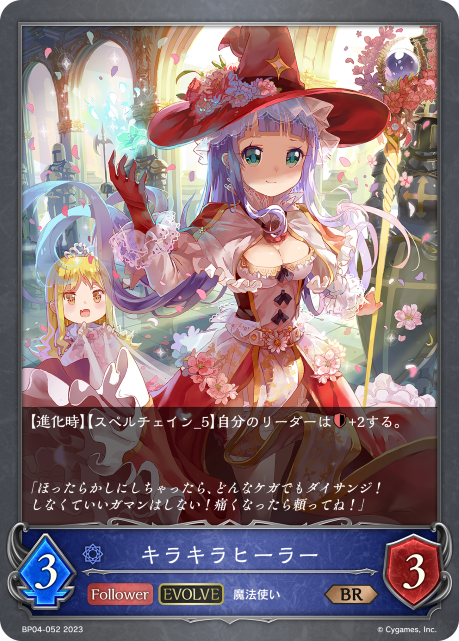 【進化時】【スペルチェイン_5】自分のリーダーは+2する。
「ほったらかしにしちゃったら、どんなケガでもダイサンジ！
しなくていいガマンはしない！痛くなったら頼ってね！」
キラキラヒーラー
3
Follower EVOLVE 魔法使い BR
3
BP04-052 2023
© Cygames, Inc.